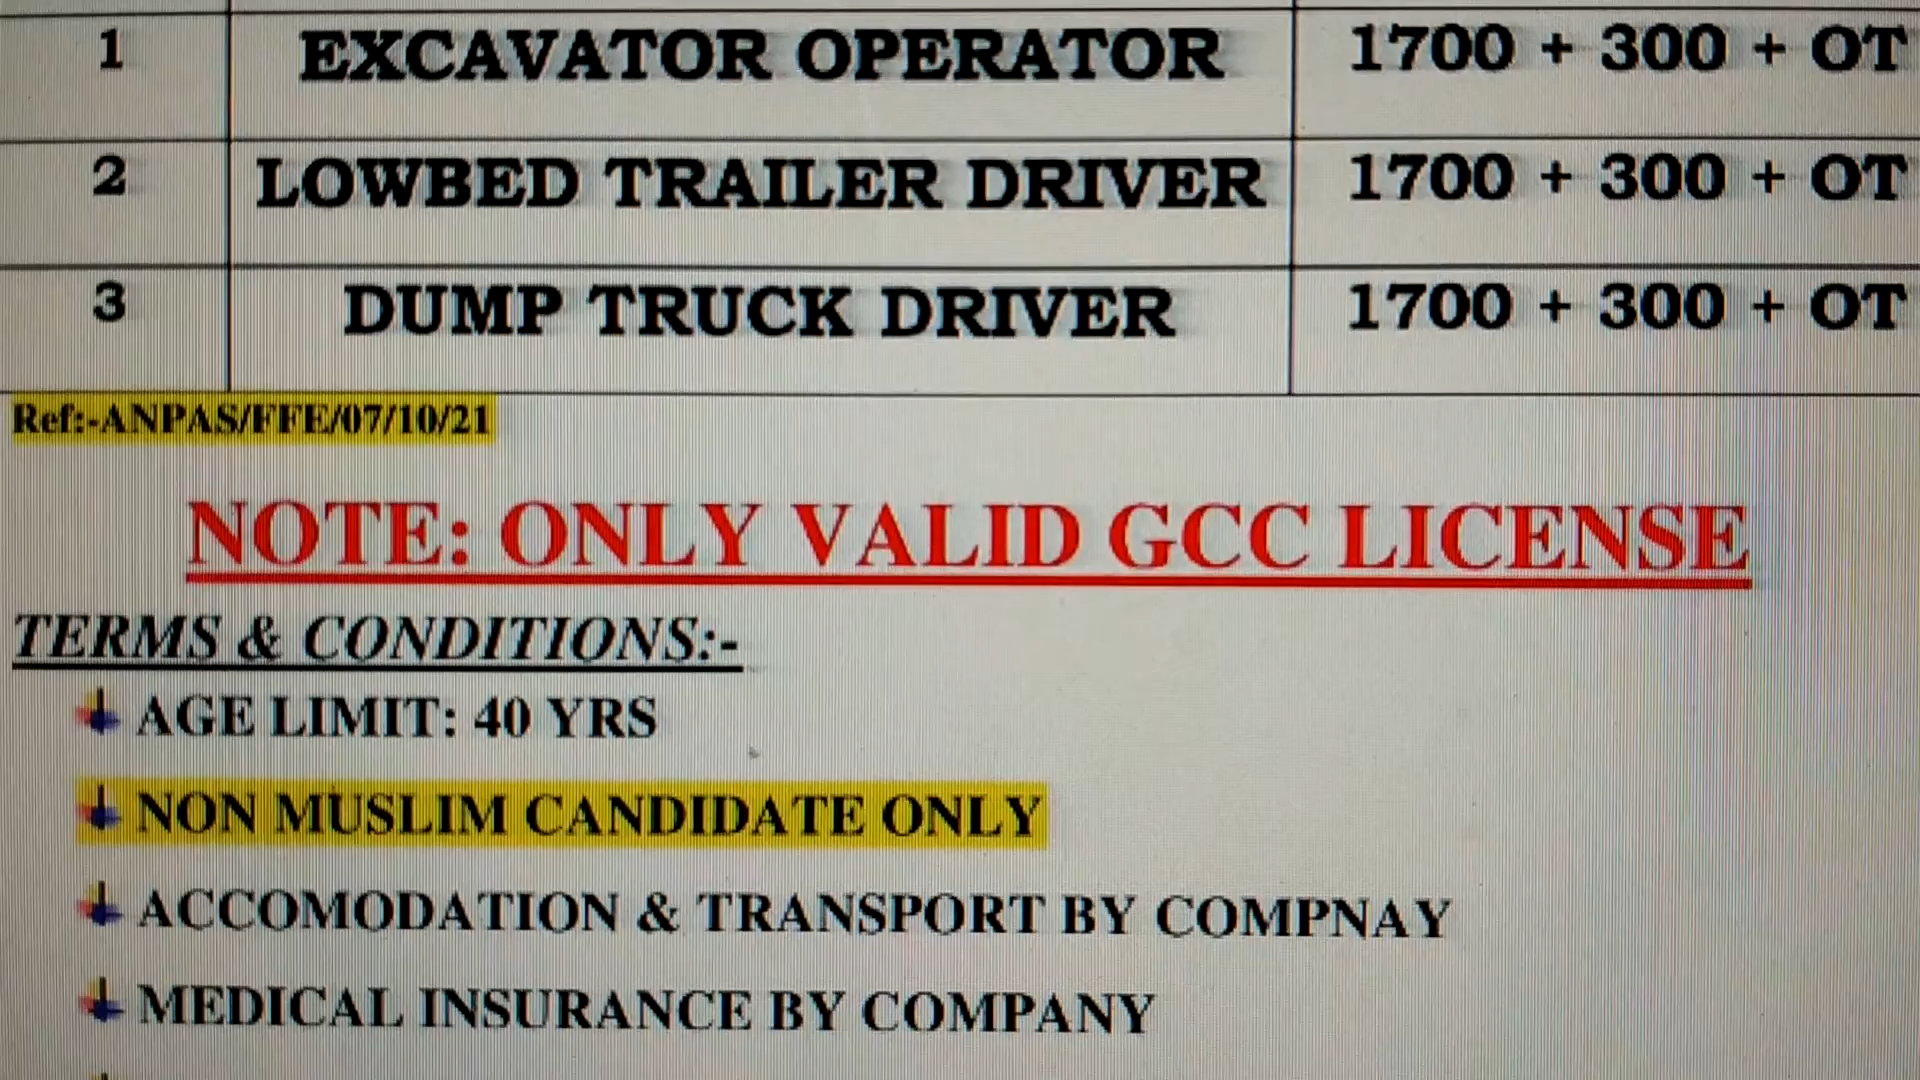 1 EXCAVATOR OPERATOR 1700 + 300 + OT
2 LOWBED TRAILER DRIVER 1700 + 300 + OT
3 DUMP TRUCK DRIVER 1700 + 300 + OT
Ref:-ANPAS/FFE/07/10/21
NOTE: ONLY VALID GCC LICENSE
TERMS & CONDITIONS:-
AGE LIMIT: 40 YRS
NON MUSLIM CANDIDATE ONLY
ACCOMODATION & TRANSPORT BY COMPNAY
MEDICAL INSURANCE BY COMPANY